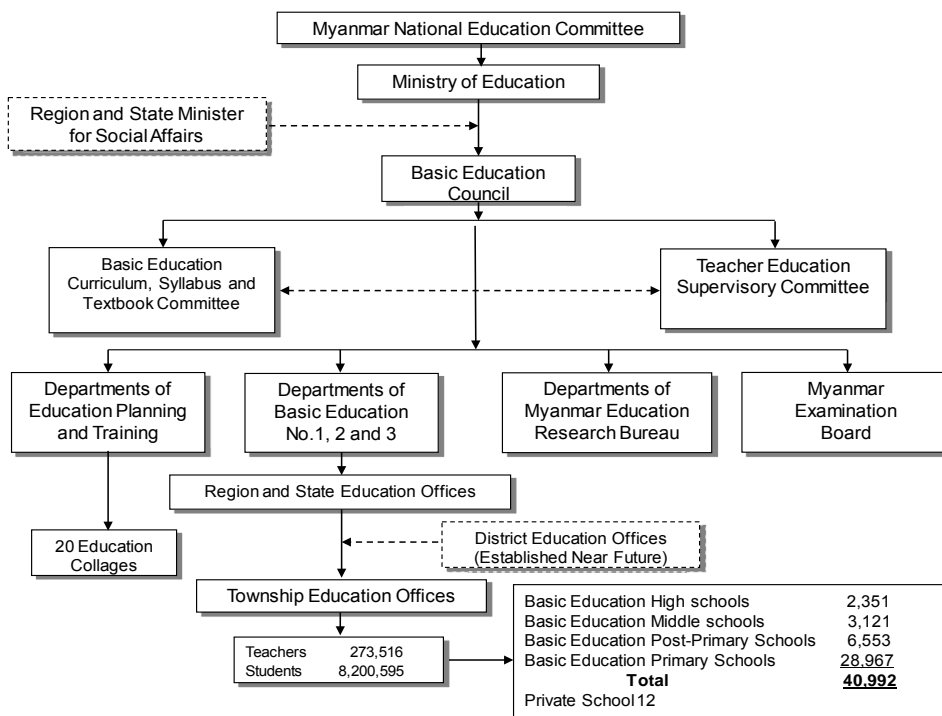 Myanmar National Education Committee
Ministry of Education
Region and State Minister
for Social Affairs
Basic Education
Council
Basic Education
Curriculum, Syllabus and
Textbook Committee
Teacher Education
Supervisory Committee
Departments of
Education Planning
and Training
Departments of
Basic Education
No.1, 2 and 3
Departments of
Myanmar Education
Research Bureau
Myanmar
Examination
Board
Region and State Education Offices
20 Education
Collages
District Education Offices
(Established Near Future)
Township Education Offices
Teachers 273,516
Students 8,200,595
Basic Education High schools 2,351
Basic Education Middle schools 3,121
Basic Education Post-Primary Schools 6,553
Basic Education Primary Schools 28,967
Total 40,992
Private School 12